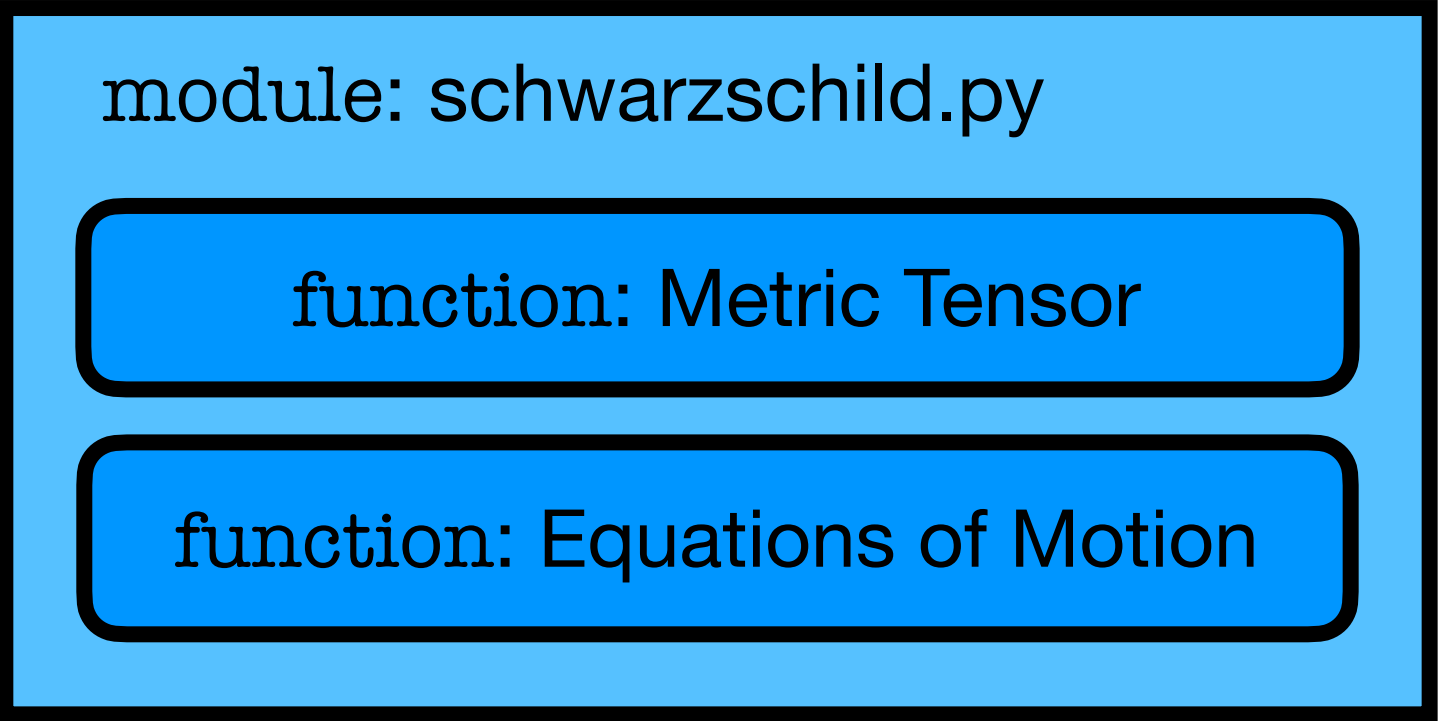 module: schwarzschild.py
function: Metric Tensor
function: Equations of Motion